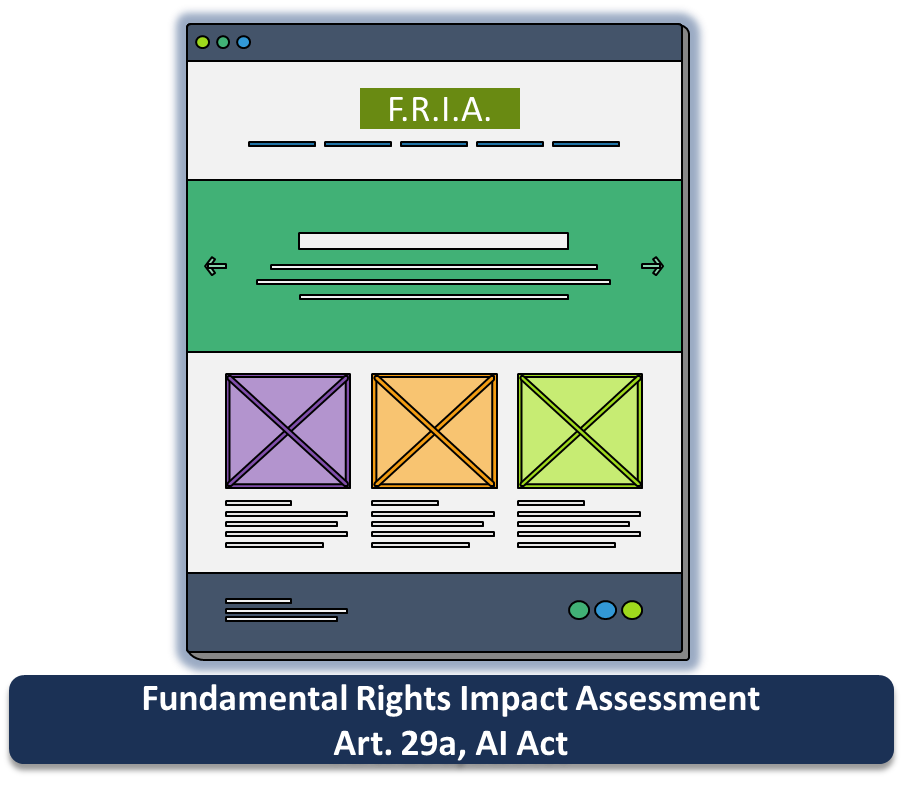 F.R.I.A.
Fundamental Rights Impact Assessment
Art. 29a, AI Act